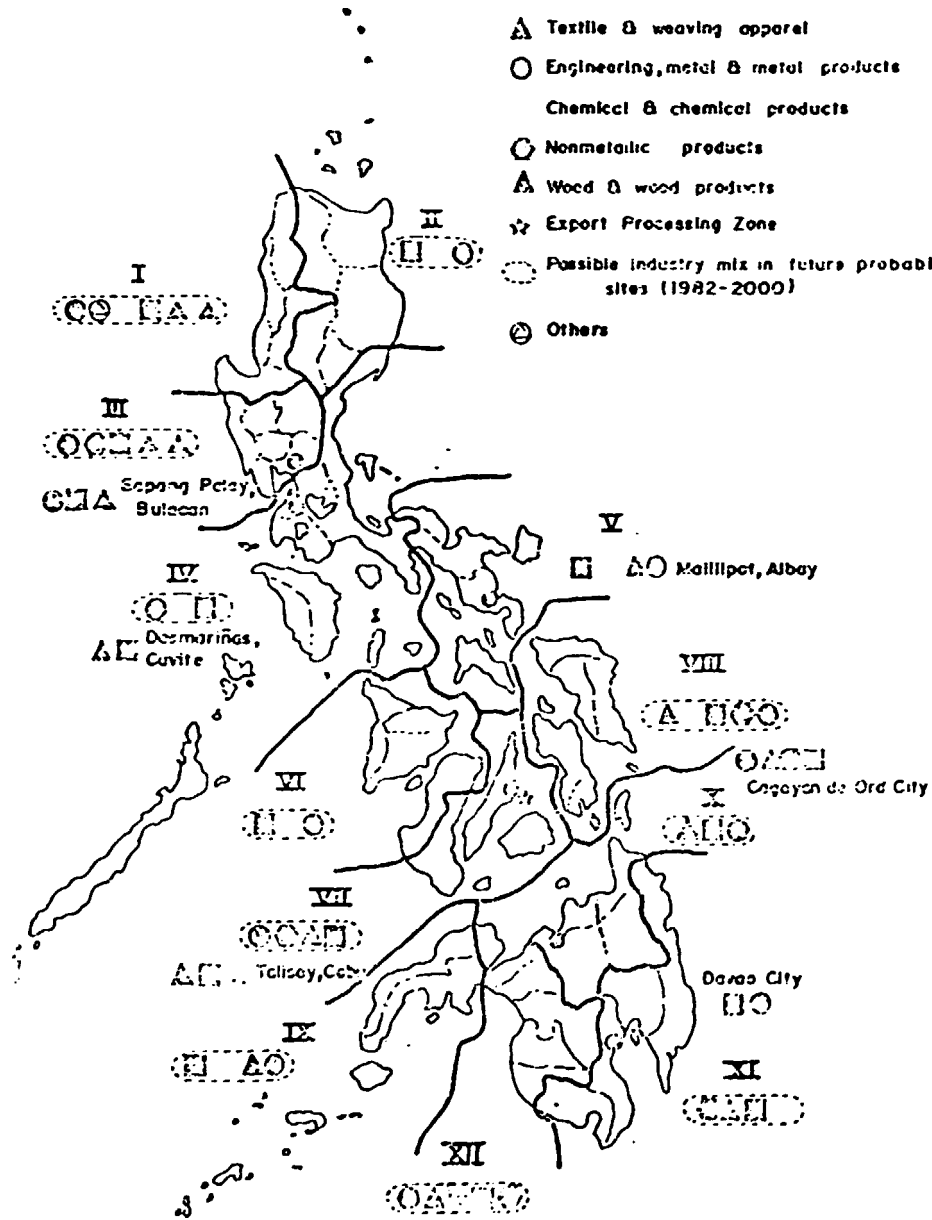 Textile & weaving apparel
Engineering, metal & metal products
Chemical & chemical products
Nonmetallic products
Wood & wood products
Export Processing Zone
Possible industry mix in future probabl
sites (1982-2000)
Others
II
I
III
Sapang Palay,
Bulacan
V
Malilipot, Albay
IV
Dasmariñas,
Cavite
VIII
Cagayan de Oro City
X
VI
VII
Talisay, Cebu
Davao City
IX
XI
XII